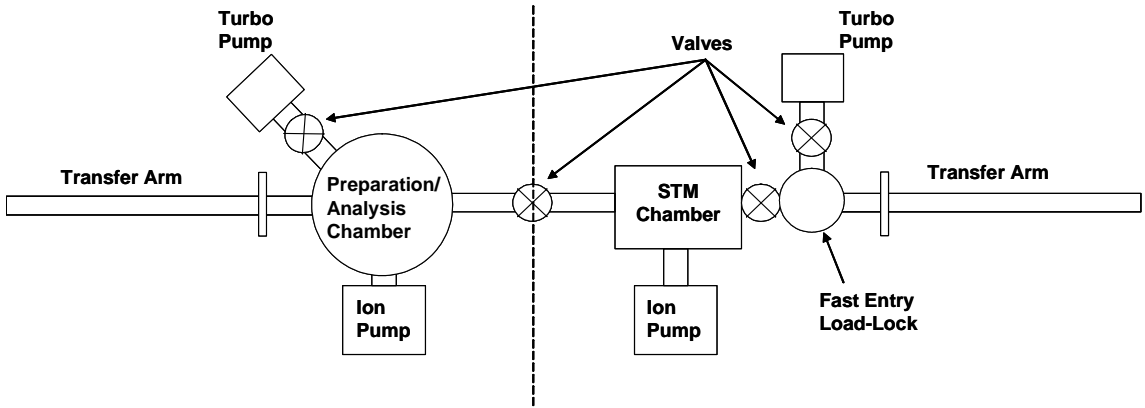 Turbo
Pump
Valves
Turbo
Pump
Transfer Arm
Preparation/
Analysis
Chamber
STM
Chamber
Transfer Arm
Ion
Pump
Ion
Pump
Fast Entry
Load-Lock